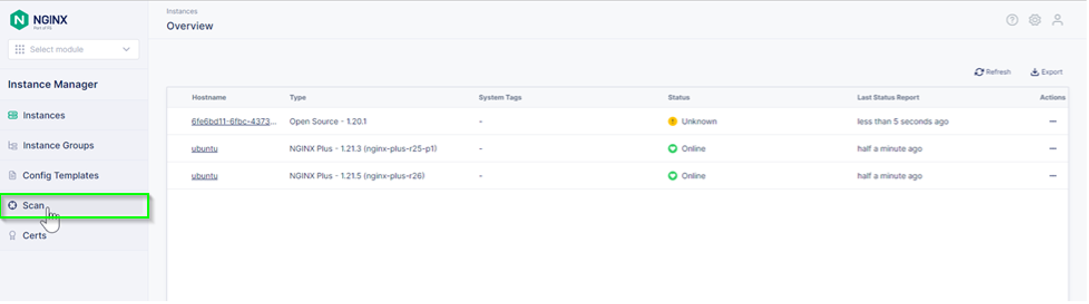 NGINX
Part of F5
Select module
Instance Manager
Instances
Instance Groups
Config Templates
Scan
Certs
Instances
Overview
Refresh
Export
Hostname Type System Tags Status Last Status Report Actions
6fe6bd11-6fbc-4373... Open Source - 1.20.1 - Unknown less than 5 seconds ago
ubuntu NGINX Plus - 1.21.3 (nginx-plus-r25-p1) - Online half a minute ago
ubuntu NGINX Plus - 1.21.5 (nginx-plus-r26) - Online half a minute ago